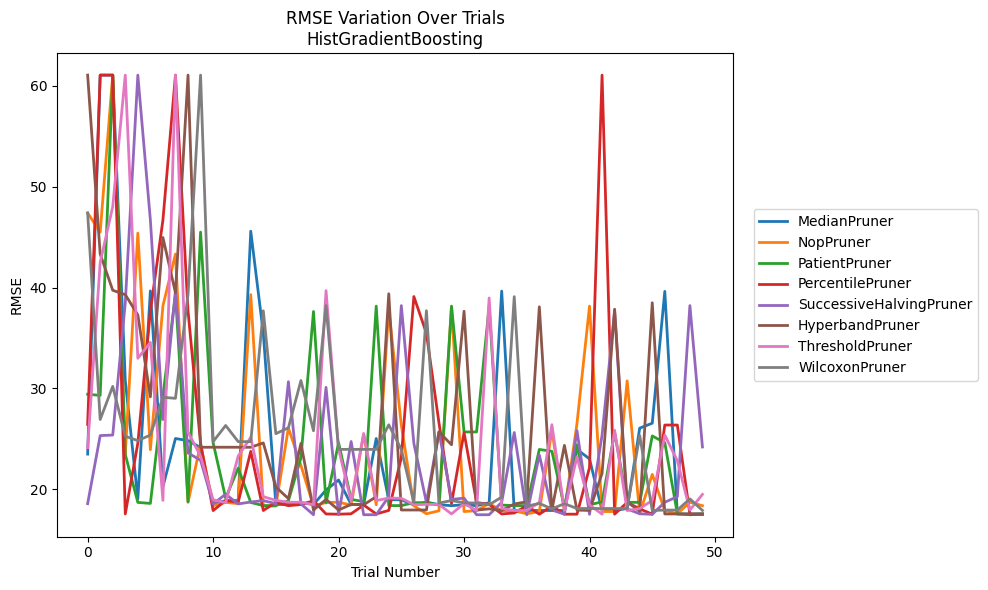 RMSE Variation Over Trials
HistGradientBoosting
60
50
40
30
20
RMSE
0
10
20
30
40
50
Trial Number
MedianPruner
NopPruner
PatientPruner
PercentilePruner
SuccessiveHalvingPruner
HyperbandPruner
ThresholdPruner
WilcoxonPruner